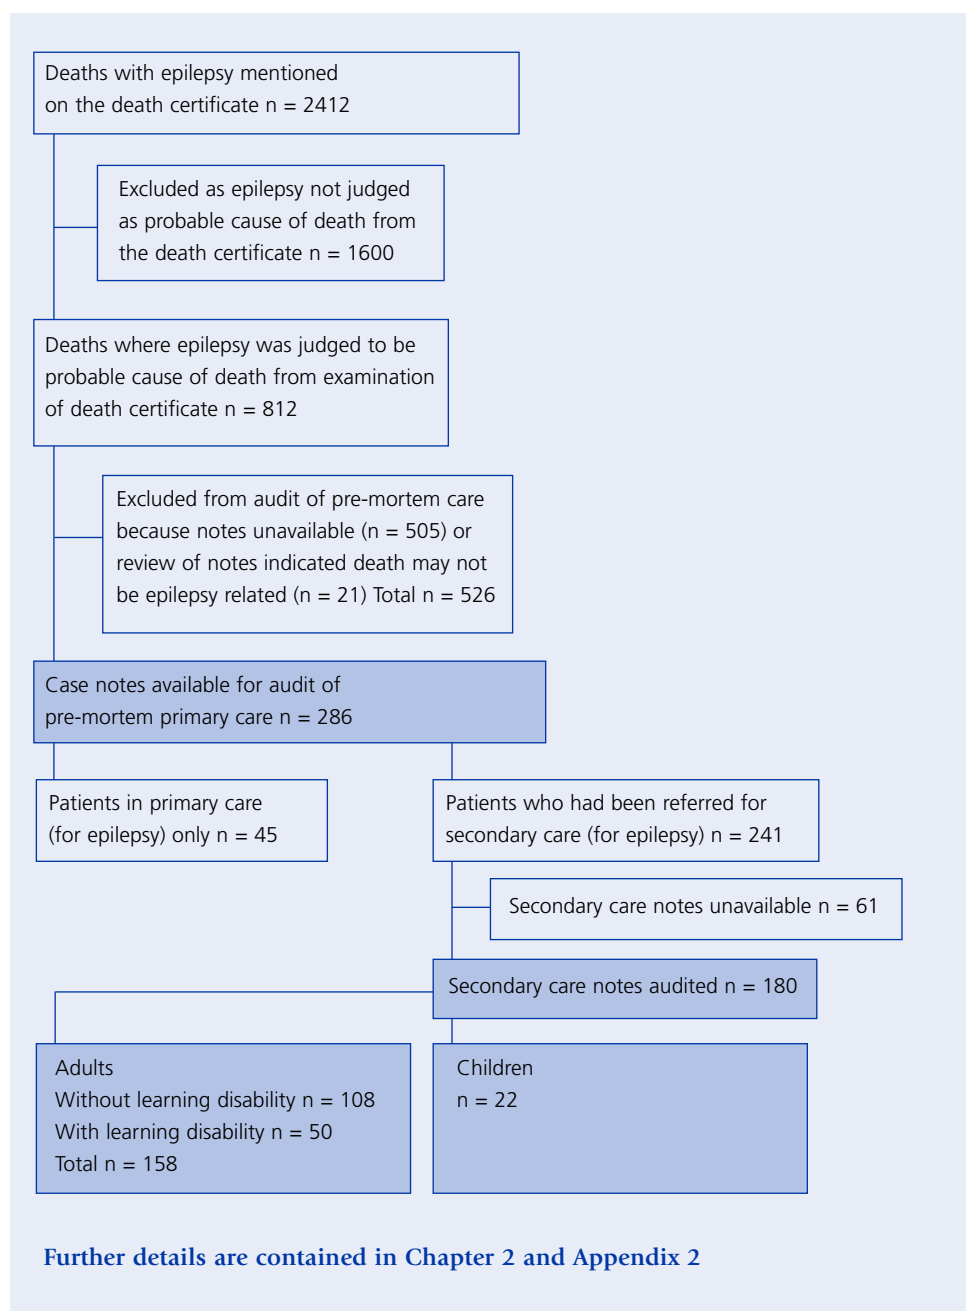 Deaths with epilepsy mentioned
on the death certificate n = 2412
Excluded as epilepsy not judged
as probable cause of death from
the death certificate n = 1600
Deaths where epilepsy was judged to be
probable cause of death from examination
of death certificate n = 812
Excluded from audit of pre-mortem care
because notes unavailable (n = 505) or
review of notes indicated death may not
be epilepsy related (n = 21) Total n = 526
Case notes available for audit of
pre-mortem primary care n = 286
Patients in primary care
(for epilepsy) only n = 45
Patients who had been referred for
secondary care (for epilepsy) n = 241
Secondary care notes unavailable n = 61
Secondary care notes audited n = 180
Adults
Without learning disability n = 108
With learning disability n = 50
Total n = 158
Children
n = 22
Further details are contained in Chapter 2 and Appendix 2